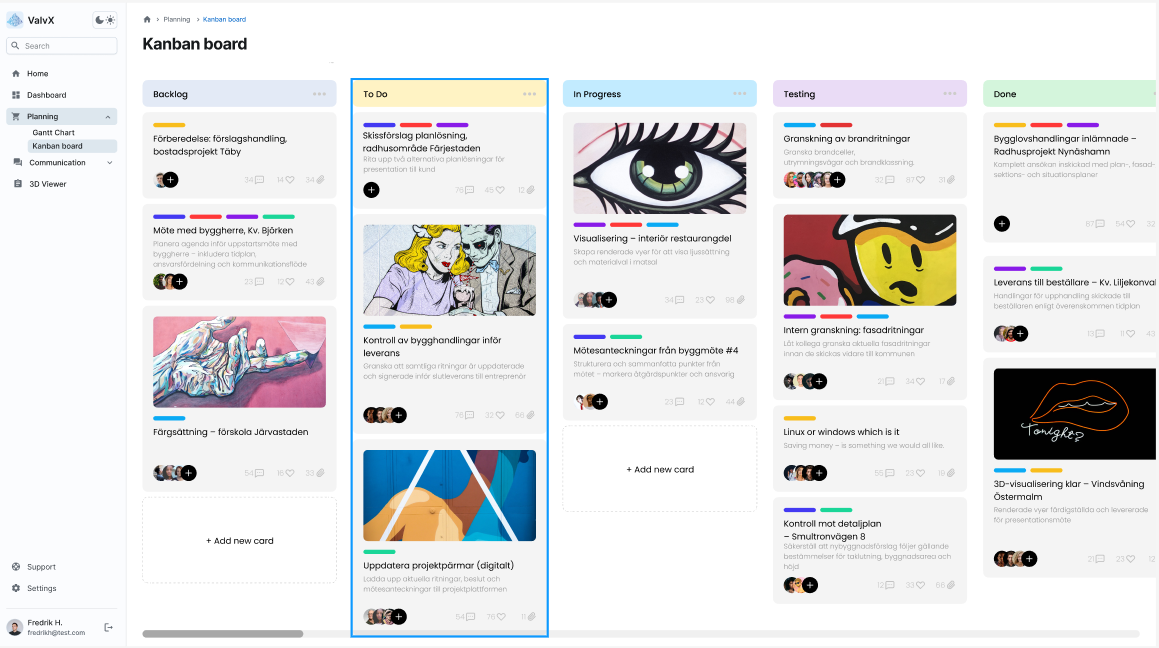 ValvX
Search
Home
Dashboard
Planning
Gantt Chart
Kanban board
Communication
3D Viewer
Support
Settings
Fredrik H.
fredrikh@test.com
Planning > Kanban board
Kanban board
Backlog
Förberedelse: förslagshandling,
bostadsprojekt Täby
34 14 34
Möte med byggherre, Kv. Björken
Planera agenda inför uppstartsmöte med
byggherre – inkludera tidplan,
ansvarsfördelning och kommunikationsflöde
23 12 43
Färgsättning – förskola Järvastaden
54 16 33
+ Add new card
To Do
Skissförslag planlösning,
radhusområde Färjestaden
Rita upp två alternativa planlösningar för
presentation till kund
76 45 12
Kontroll av bygghandlingar inför
leverans
Granska att samtliga ritningar är uppdaterade
och signerade inför slutleverans till entreprenör
76 32 66
Uppdatera projektpärmar (digitalt)
Ladda upp aktuella ritningar, beslut och
mötesanteckningar till projektplattformen
54 76 11
In Progress
Visualisering – interiör restaurangdel
Skapa renderade vyer för att visa ljussättning
och materialval i matsal
34 23 98
Mötesanteckningar från byggmöte #4
Strukturera och sammanfatta punkter från
mötet – markera åtgärdspunkter och ansvarig
23 12 44
+ Add new card
Testing
Granskning av brandritningar
Granska brandceller,
utrymningsvägar och brandklassning.
32 67 31
Intern granskning: fasadritningar
Låt kollega granska aktuella fasadritningar
innan de skickas vidare till kommunen
21 34 17
Linux or windows which is it
Saving money – is something we would all like.
55 23 19
Kontroll mot detaljplan
– Smultronvägen 8
Säkerställ att nybyggnadsförslag följer gällande
bestämmelser för taklutning, byggnadsarea och
höjd
12 33 66
Done
Bygglovshandlingar inlämnade –
Radhusprojekt Nynäshamn
Komplett ansökan inskickad med plan-, fasad-
sektions- och situationsplaner
67 54 32
Leverans till beställare – Kv. Liljekonval
Handlingar för upphandling skickade till
beställaren enligt överenskommen tidplan
13 11 43
Tonight?
3D-visualisering klar – Vindsvåning
Östermalm
Renderade vyer färdigställda och levererade
för presentationsmöte
21 23 12